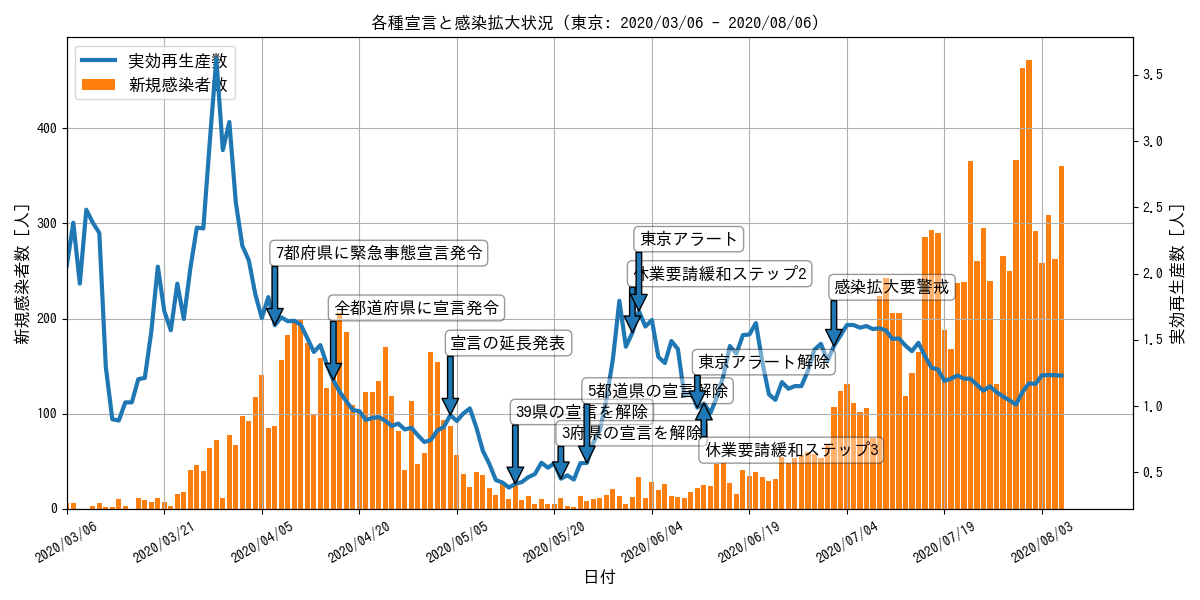 各種宣言と感染拡大状況 (東京: 2020/03/06 - 2020/08/06)
実効再生産数
新規感染者数
新規感染者数 [人]
400
300
200
100
0
3.5
3.0
2.5
2.0
1.5
1.0
0.5
実効再生産数 [人]
東京アラート
7都府県に緊急事態宣言発令
休業要請緩和ステップ2
感染拡大要警戒
全都道府県に宣言発令
宣言の延長発表
東京アラート解除
5都道県の宣言解除
39県の宣言を解除
3府県の宣言を解除
休業要請緩和ステップ3
2020/03/06
2020/03/21
2020/04/05
2020/04/20
2020/05/05
2020/05/20
2020/06/04
2020/06/19
2020/07/04
2020/07/19
2020/08/03
日付